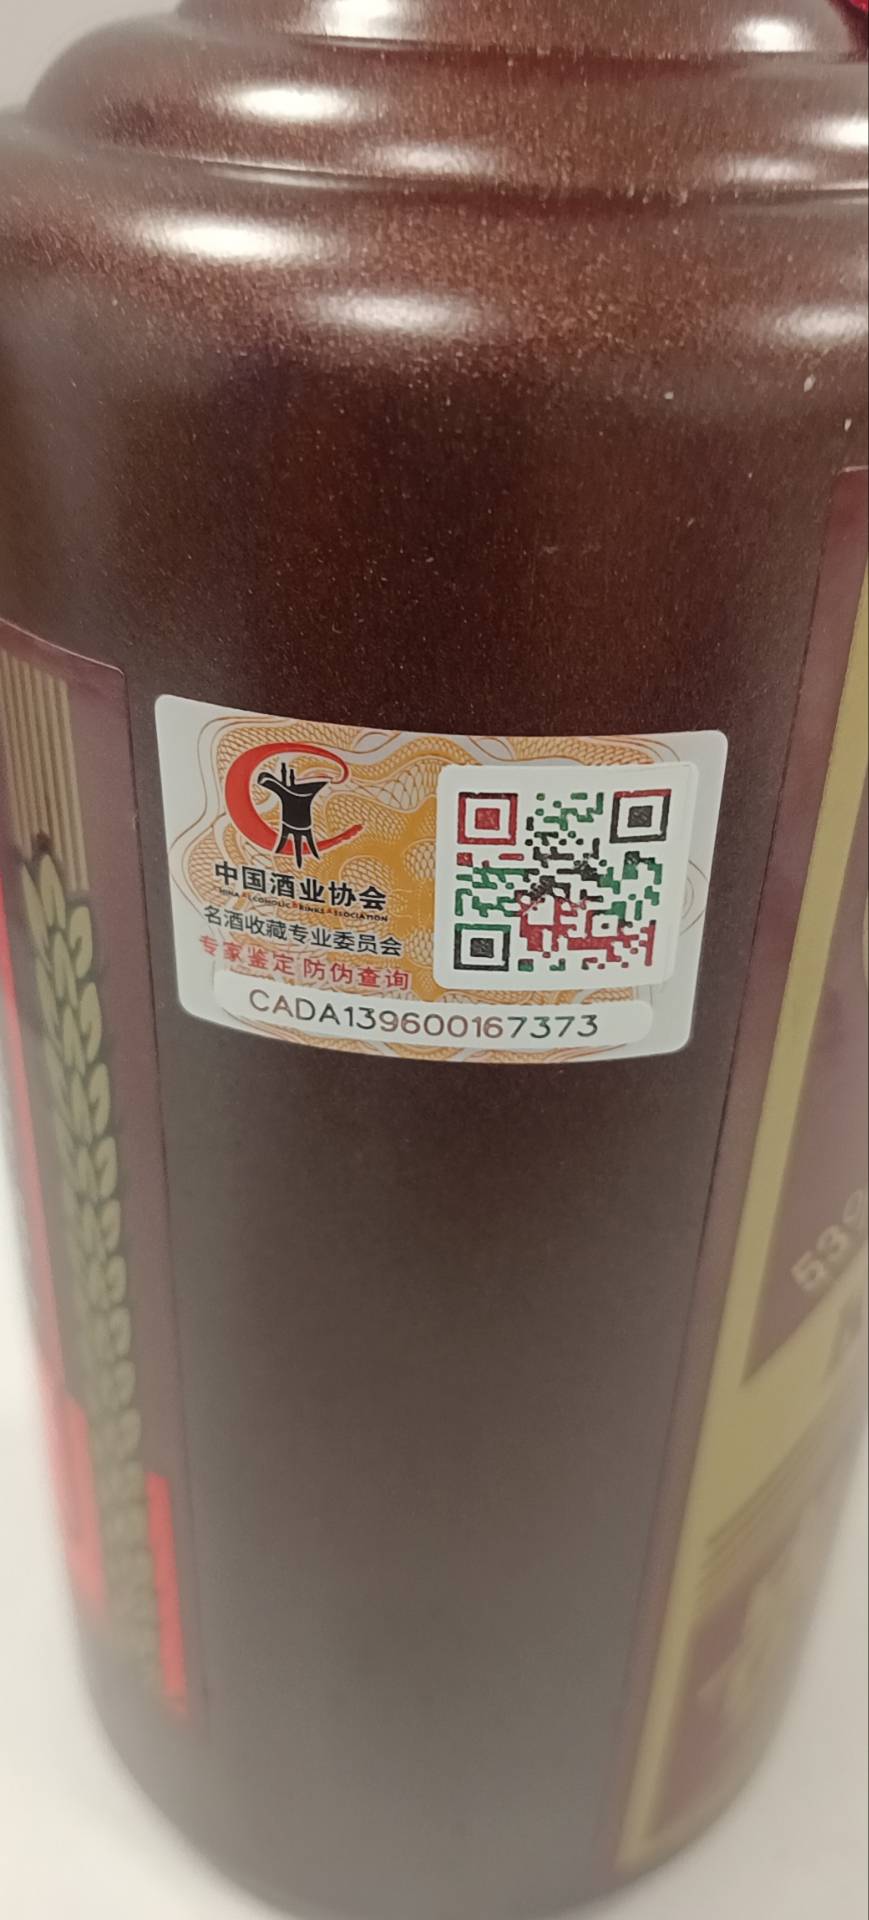 中国酒业协会
名酒收藏专业委员会
专家鉴定 防伪查询
CADA139600167373
539